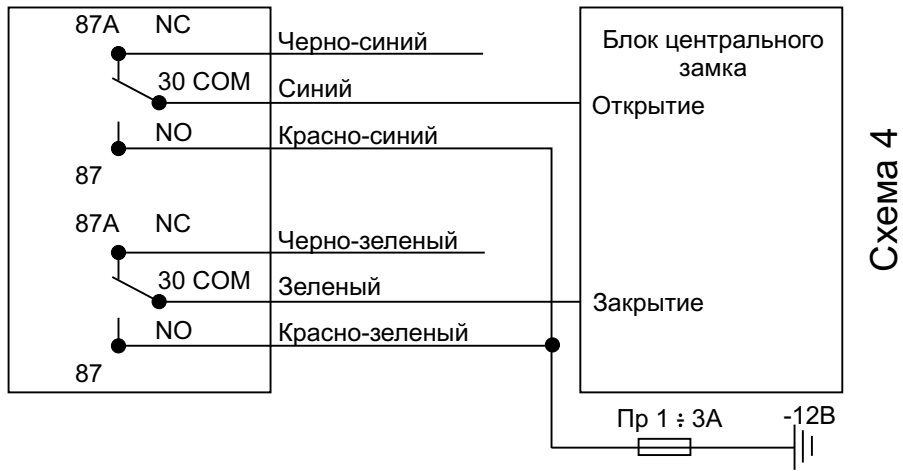 87A NC
Черно-синий
30 COM
Синий
NO
Красно-синий
87
87A NC
Черно-зеленый
30 COM
Зеленый
NO
Красно-зеленый
87
Блок центрального
замка
Открытие
Закрытие
Пр 1 ÷ 3А
-12В
Схема 4